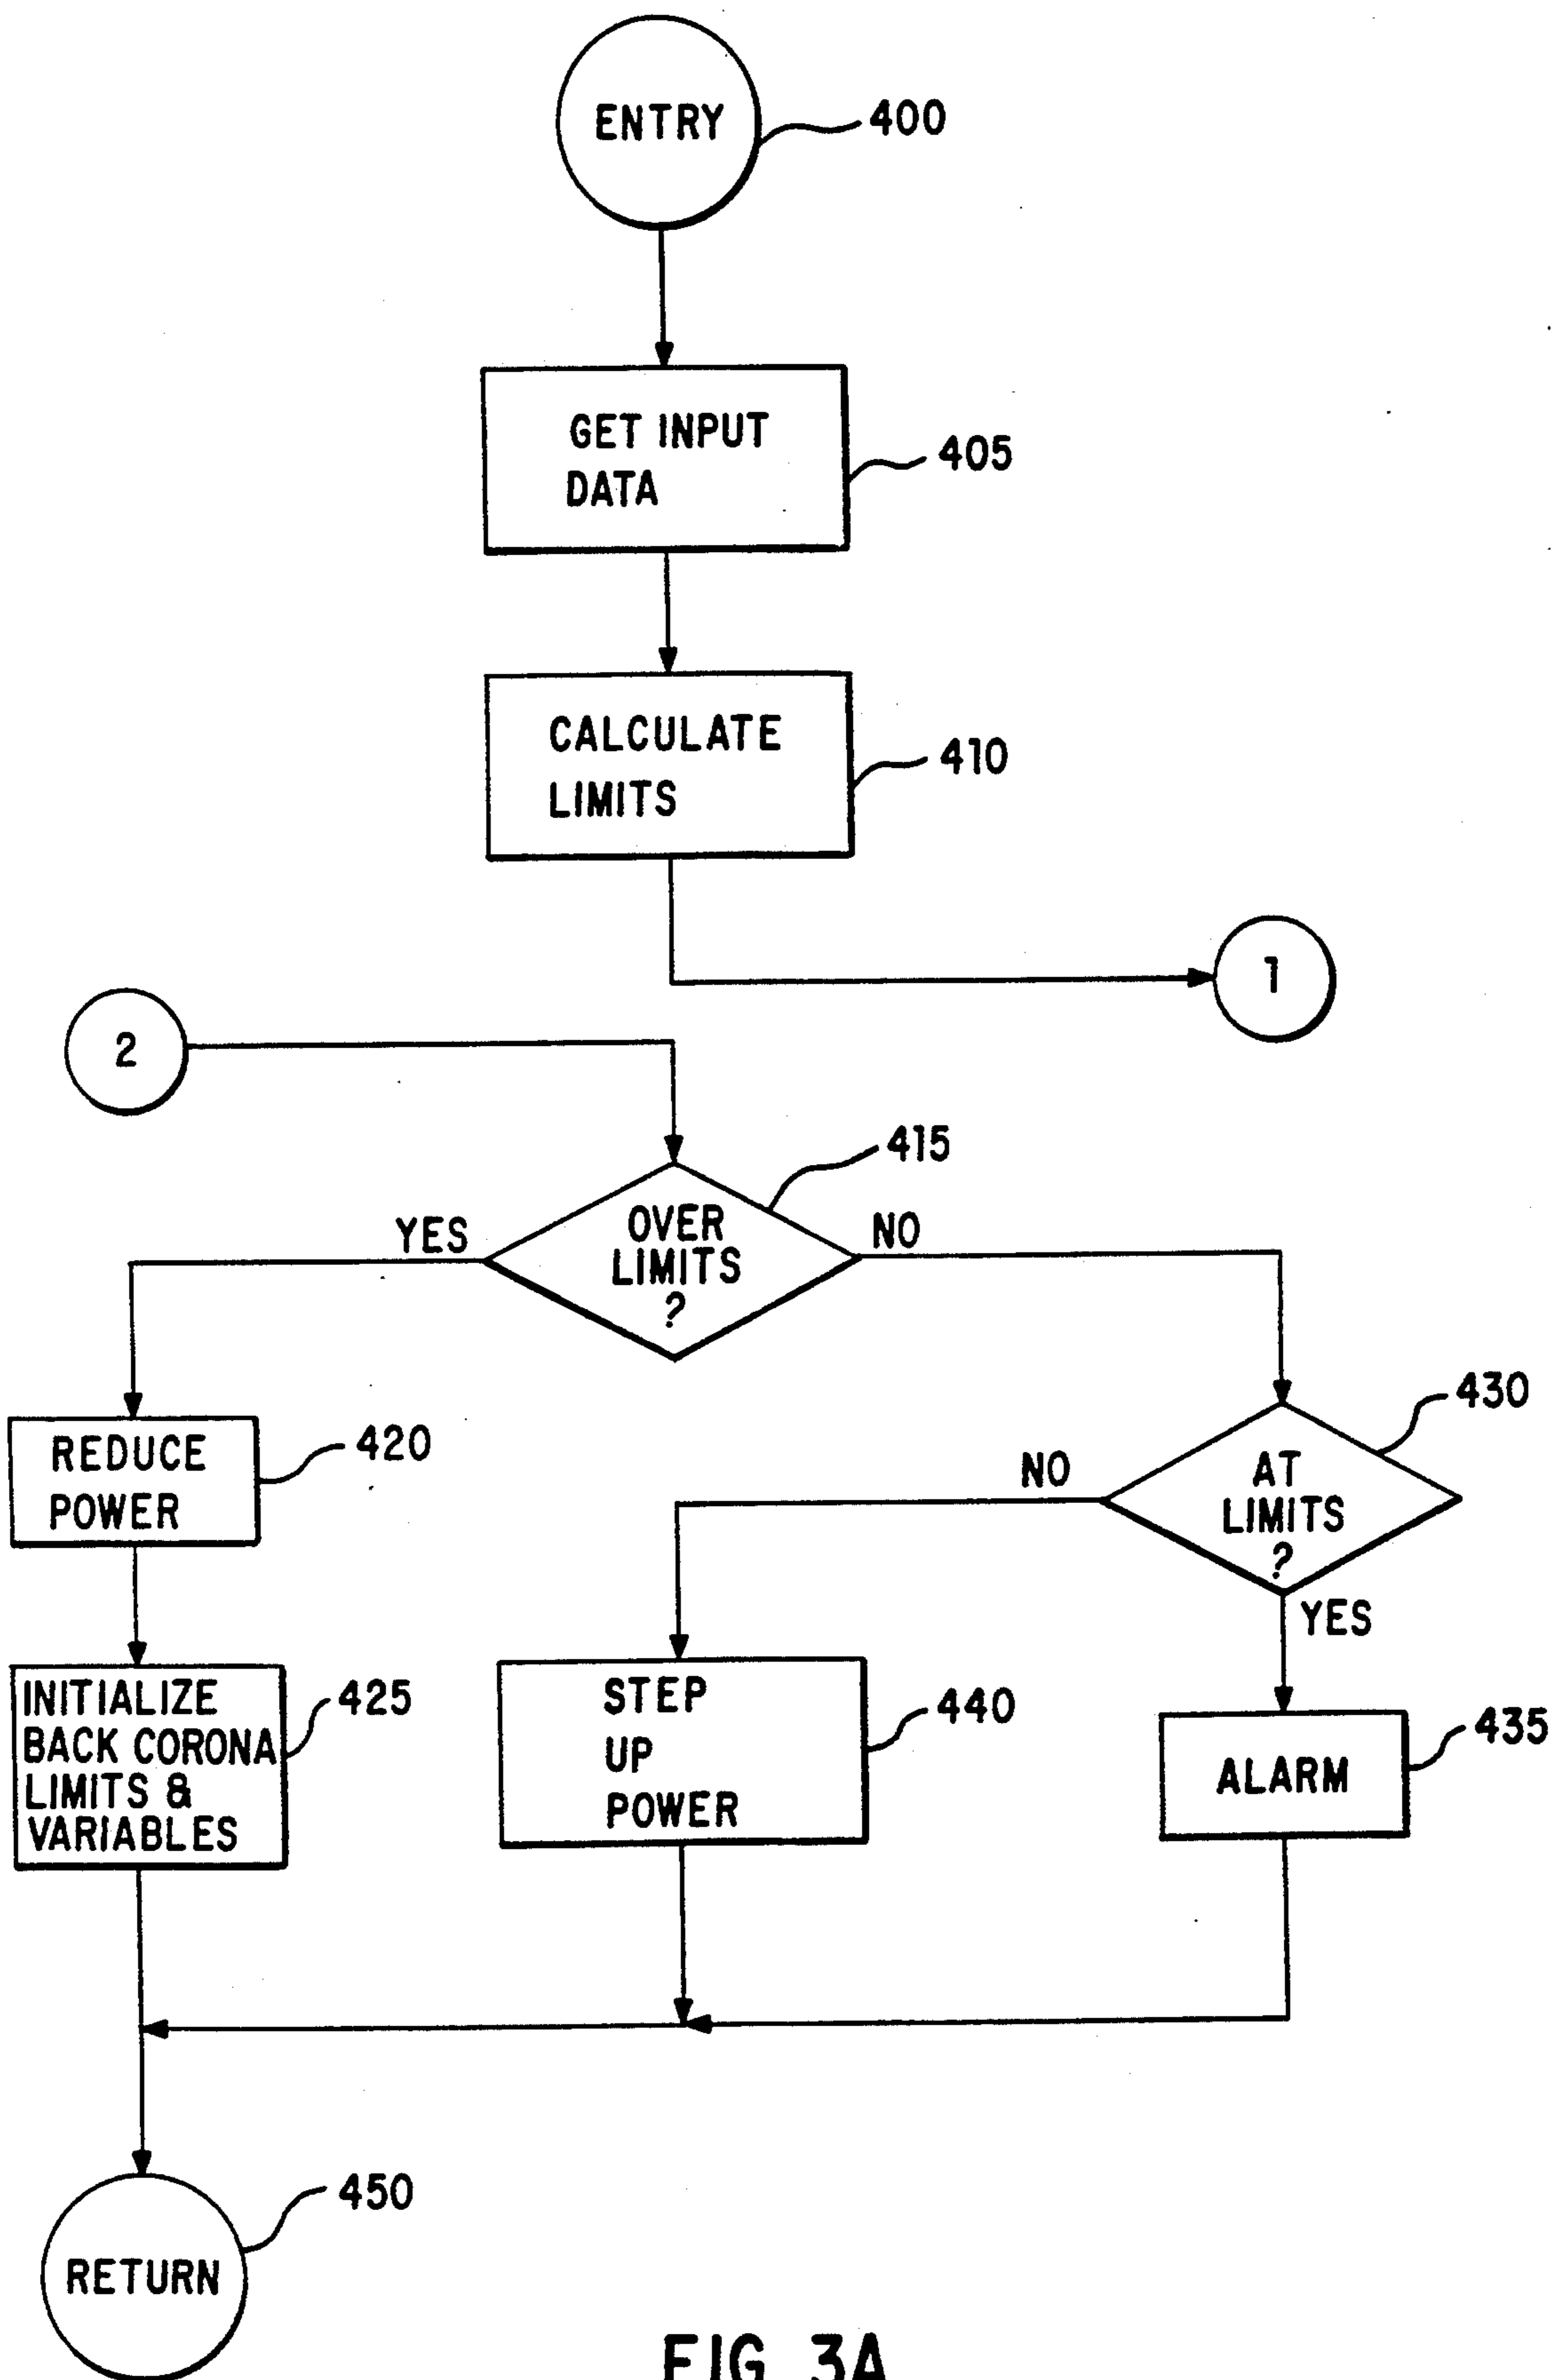 ENTRY
400
GET INPUT
DATA
405
CALCULATE
LIMITS
410
1
2
415
YES
OVER
LIMITS
?
NO
430
420
REDUCE
POWER
NO
AT
LIMITS
?
YES
INITIALIZE
BACK CORONA
LIMITS &
VARIABLES
425
STEP
UP
POWER
440
ALARM
435
450
RETURN
FIG. 3A